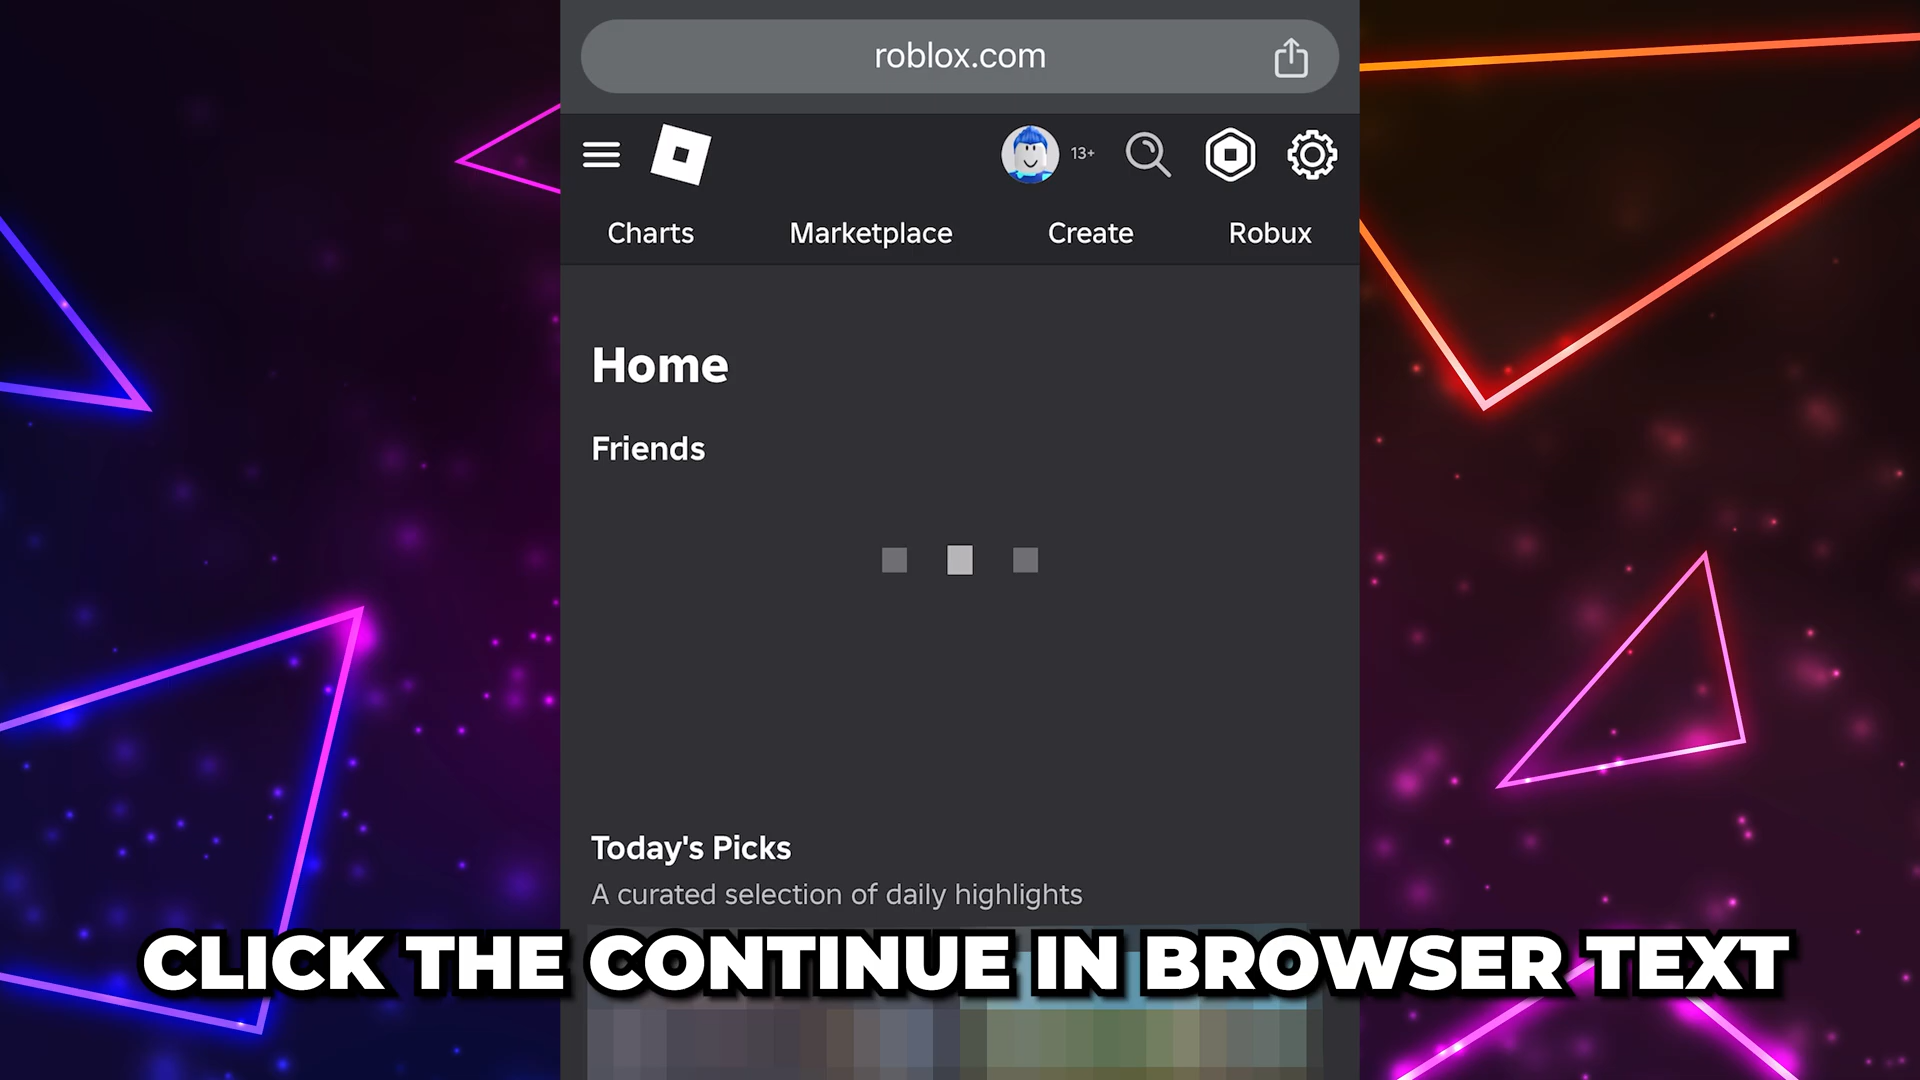 roblox.com
13+
Charts Marketplace Create Robux
Home
Friends
Today's Picks
A curated selection of daily highlights
CLICK THE CONTINUE IN BROWSER TEXT